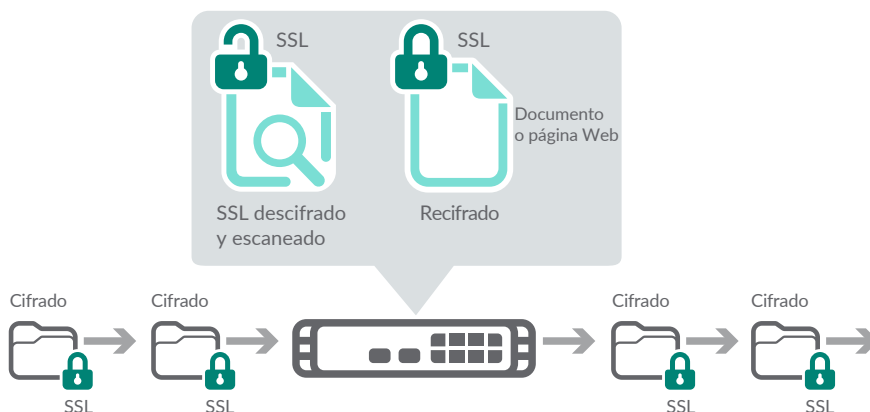 SSL
SSL
Documento
o página Web
SSL descifrado
y escaneado
Recifrado
Cifrado
Cifrado
Cifrado
Cifrado
SSL
SSL
SSL
SSL